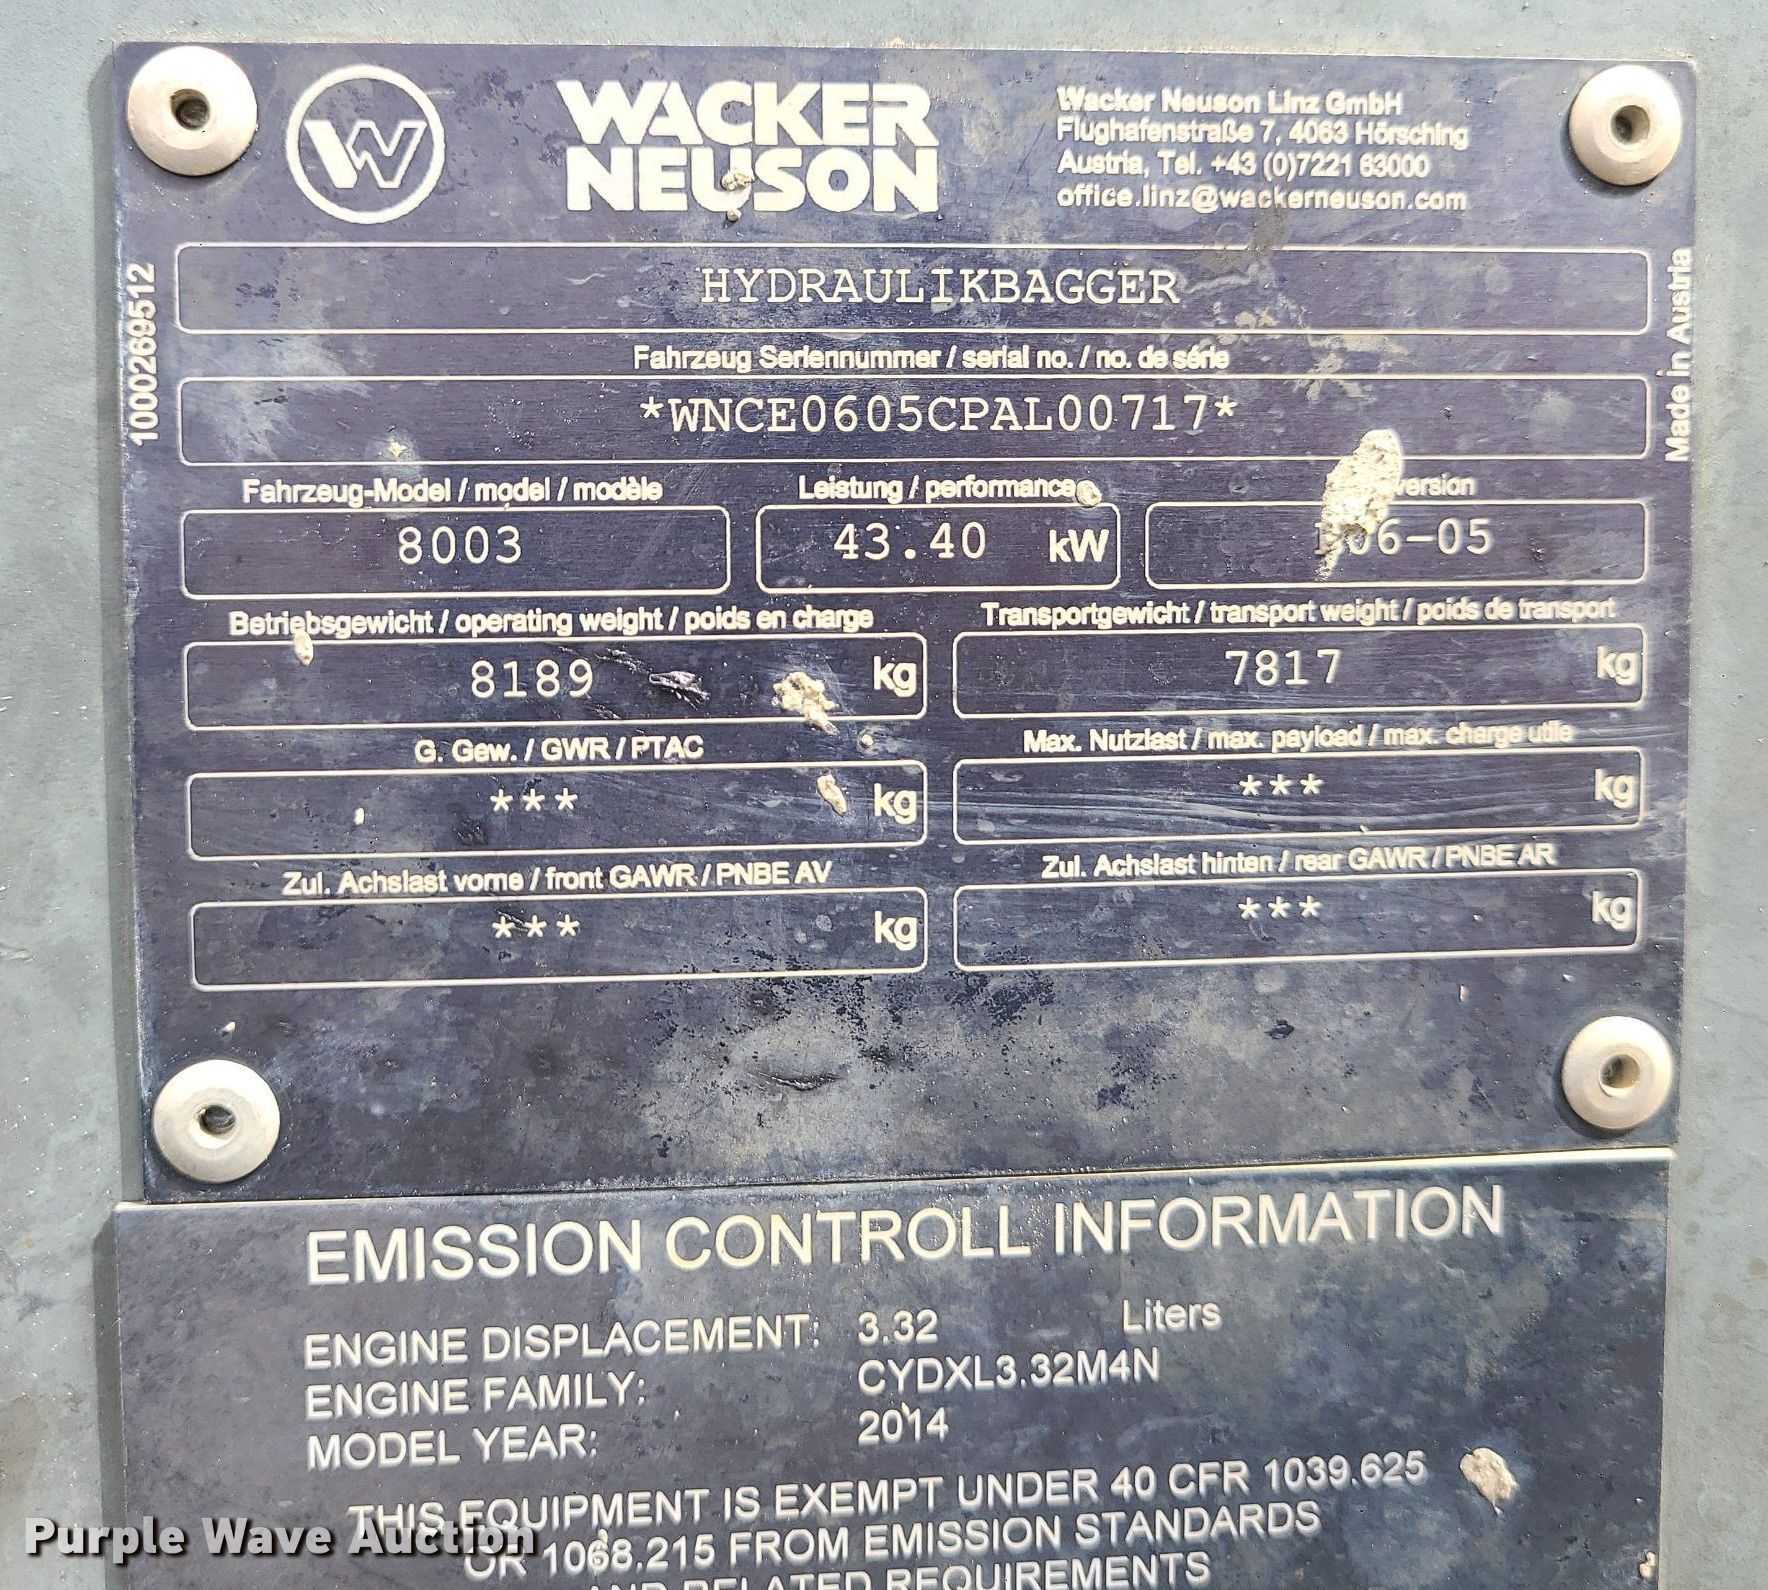 W
WACKER
NEUSON
Wacker Neuson Linz GmbH
Flughafenstraße 7, 4063 Hörsching
Austria, Tel. +43 (0)7221 63000
office.linz@wackerneuson.com
1000269512
Made in Austria
HYDRAULIKBAGGER
Fahrzeug Seriennummer / serial no. / no. de série
*WNCE0605CPAL00717*
Fahrzeug-Model / model / modèle
8003
Leistung / performance
43.40 kW
version
06-05
Betriebsgewicht / operating weight / poids en charge
8189 kg
Transportgewicht / transport weight / poids de transport
7817 kg
G. Gew. / GWR / PTAC
*** kg
Max. Nutzlast / max. payload / max. charge utile
*** kg
Zul. Achslast vorne / front GAWR / PNBE AV
*** kg
Zul. Achslast hinten / rear GAWR / PNBE AR
*** kg
EMISSION CONTROLL INFORMATION
ENGINE DISPLACEMENT: 3.32 Liters
ENGINE FAMILY: CYDXL3.32M4N
MODEL YEAR: 2014
THIS EQUIPMENT IS EXEMPT UNDER 40 CFR 1039.625
OR 1068.215 FROM EMISSION STANDARDS
AND RELATED REQUIREMENTS
Purple Wave Auction